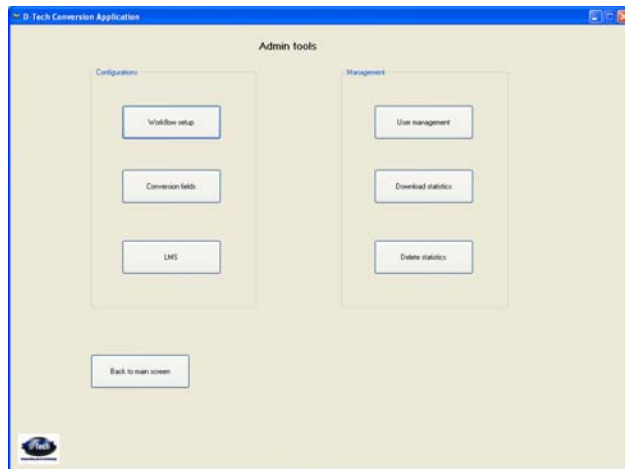 D-Tech Conversion Application
Admin tools
Configurations
Workflow setup
Conversion fields
LMS
Management
User management
Download statistics
Delete statistics
Back to main screen